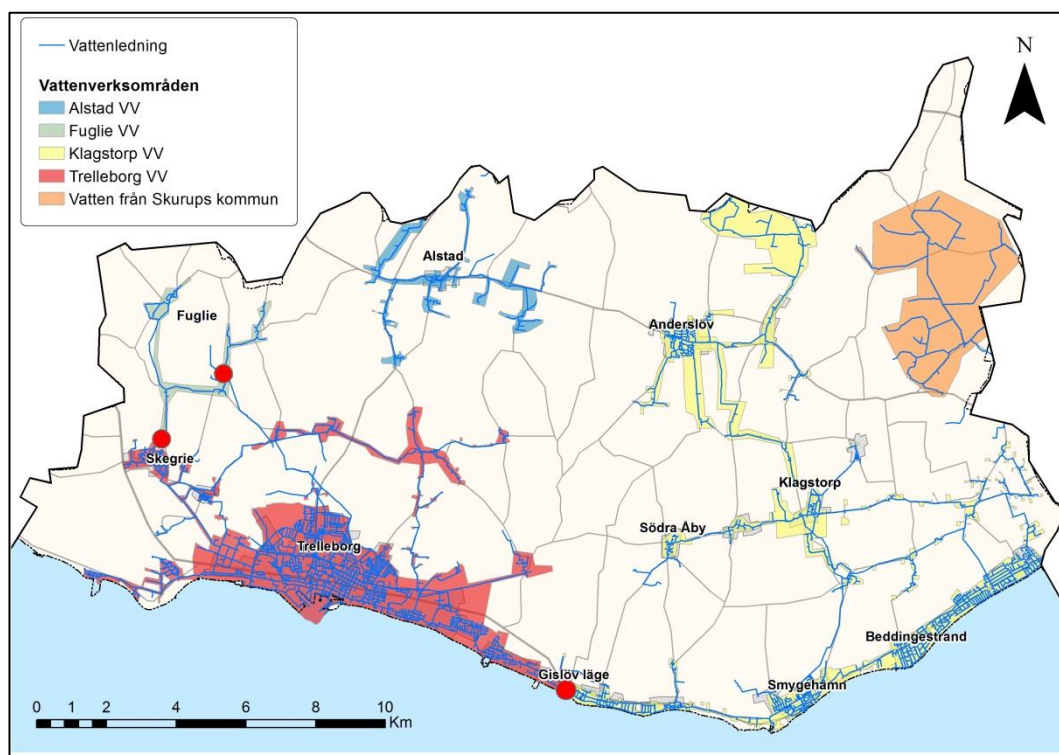 Vattenledning
Vattenverksområden
Alstad VV
Fuglie VV
Klagstorp VV
Trelleborg VV
Vatten från Skurups kommun
N
Alstad
Fuglie
Anderslöv
Skegrie
Klagstorp
Södra Åby
Trelleborg
Beddingestrand
Gislöv läge
Smygehamn
0 2 4 6 8 10
Km